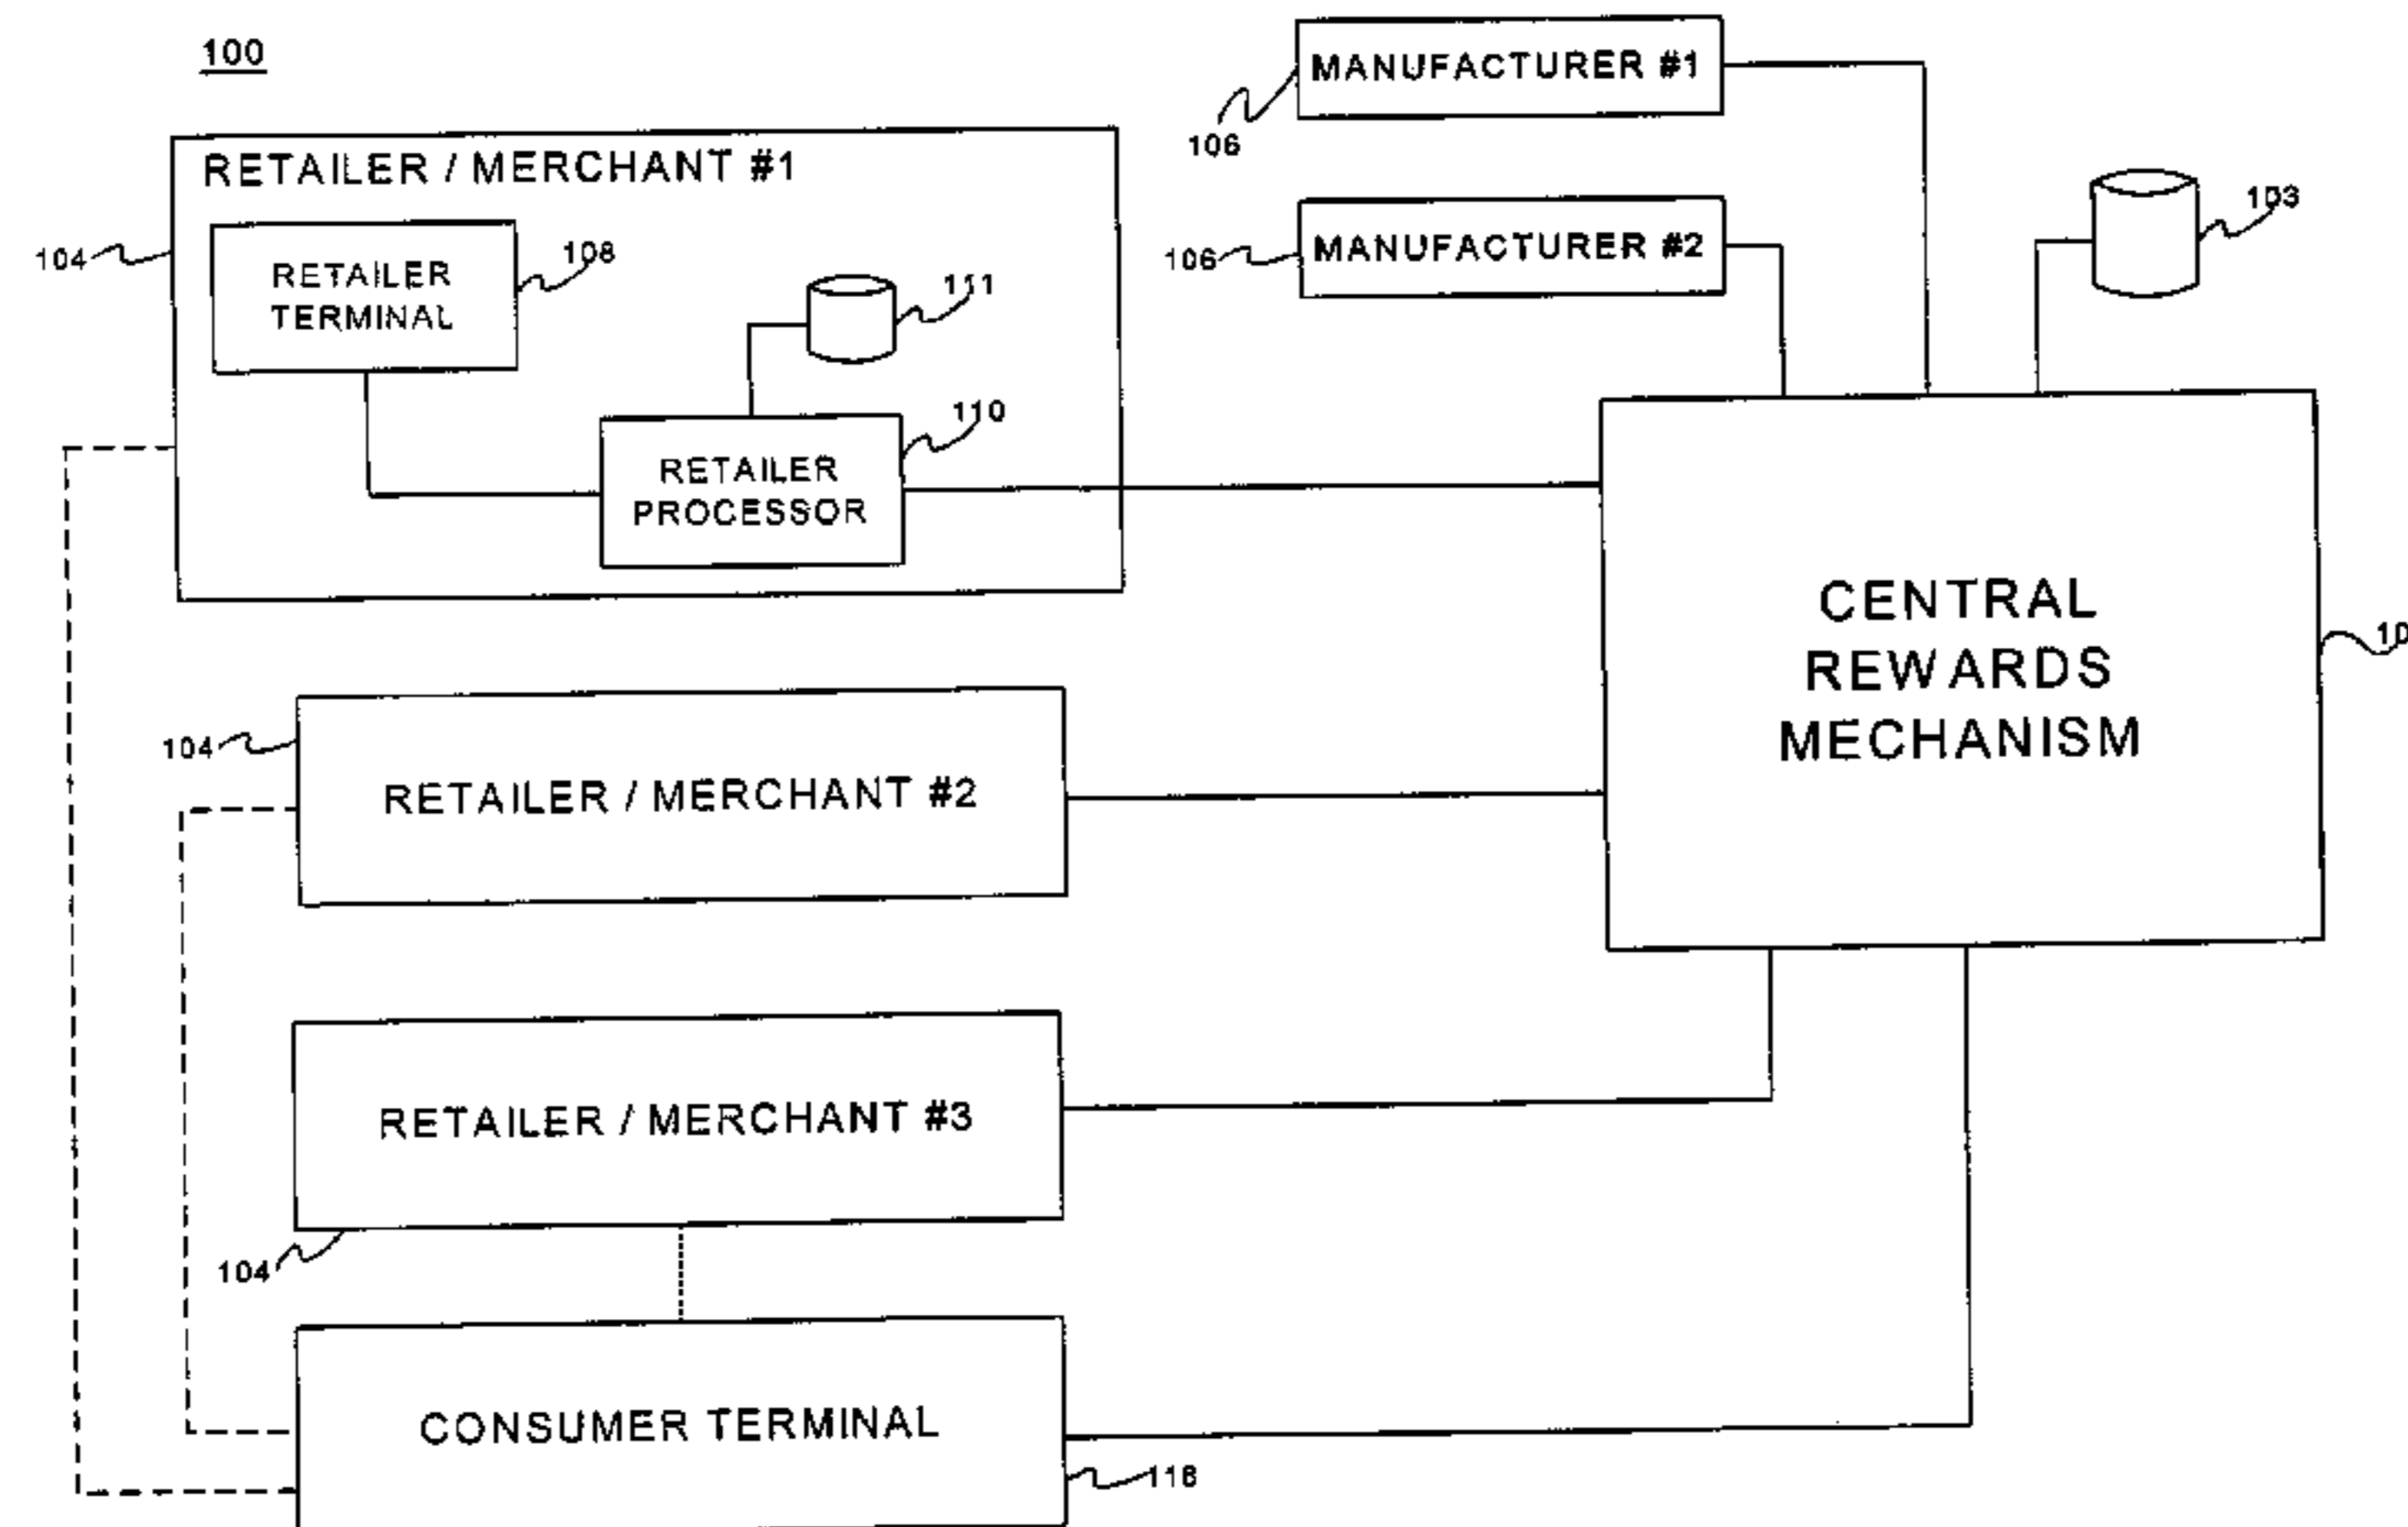 100
MANUFACTURER #1
106
RETAILER / MERCHANT #1
103
104
RETAILER
TERMINAL
108
106
MANUFACTURER #2
111
110
RETAILER
PROCESSOR
CENTRAL
REWARDS
MECHANISM
10
104
RETAILER / MERCHANT #2
RETAILER / MERCHANT #3
104
CONSUMER TERMINAL